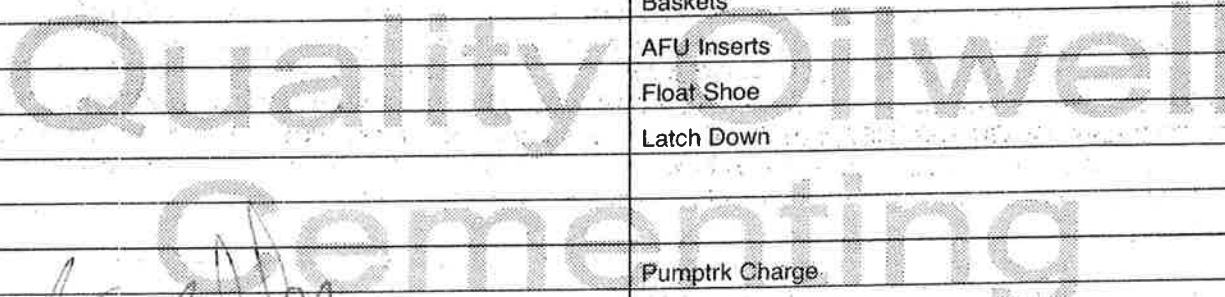 Baskets
AFU Inserts
Quality Oilwell
Float Shoe
Latch Down
Cementing
Pumptrk Charge